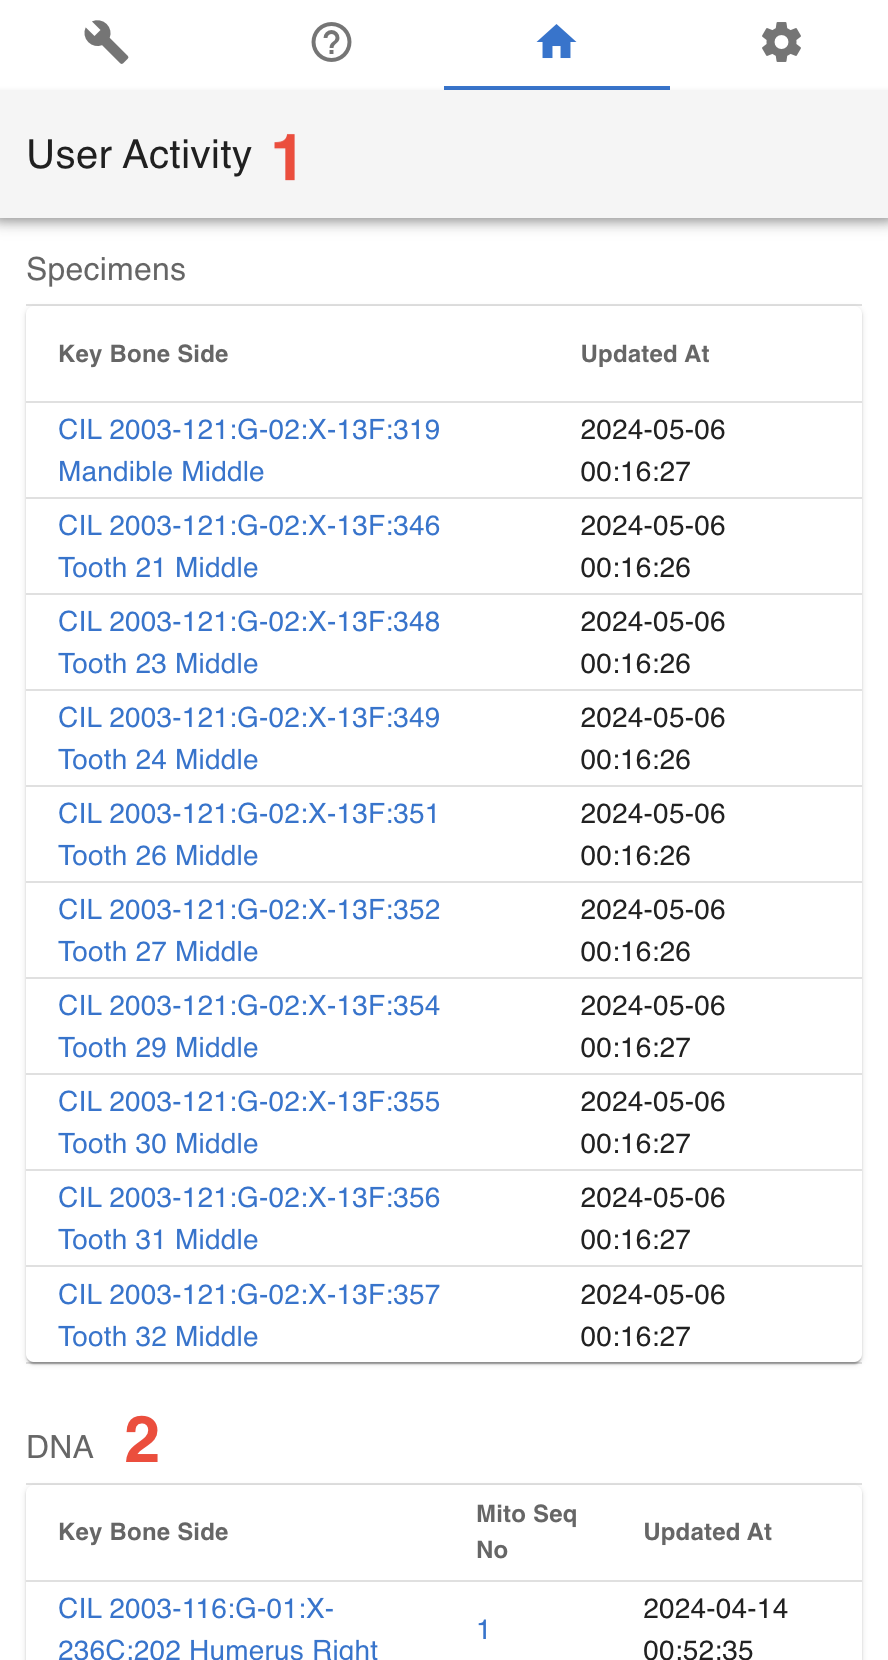 User Activity 1
Specimens
Key Bone Side Updated At
CIL 2003-121:G-02:X-13F:319 2024-05-06
Mandible Middle 00:16:27
CIL 2003-121:G-02:X-13F:346 2024-05-06
Tooth 21 Middle 00:16:26
CIL 2003-121:G-02:X-13F:348 2024-05-06
Tooth 23 Middle 00:16:26
CIL 2003-121:G-02:X-13F:349 2024-05-06
Tooth 24 Middle 00:16:26
CIL 2003-121:G-02:X-13F:351 2024-05-06
Tooth 26 Middle 00:16:26
CIL 2003-121:G-02:X-13F:352 2024-05-06
Tooth 27 Middle 00:16:26
CIL 2003-121:G-02:X-13F:354 2024-05-06
Tooth 29 Middle 00:16:27
CIL 2003-121:G-02:X-13F:355 2024-05-06
Tooth 30 Middle 00:16:27
CIL 2003-121:G-02:X-13F:356 2024-05-06
Tooth 31 Middle 00:16:27
CIL 2003-121:G-02:X-13F:357 2024-05-06
Tooth 32 Middle 00:16:27
DNA 2
Key Bone Side Mito Seq No Updated At
CIL 2003-116:G-01:X- 1 2024-04-14
236C:202 Humerus Right 00:52:35